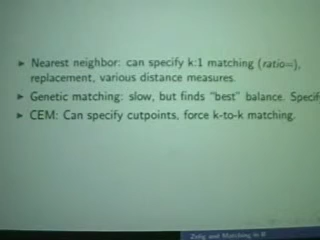 ▸ Nearest neighbor: can specify k:1 matching (ratio=),
replacement, various distance measures.
▸ Genetic matching: slow, but finds "best" balance. Specif
▸ CEM: Can specify cutpoints, force k-to-k matching.
Zelig and Matching in R